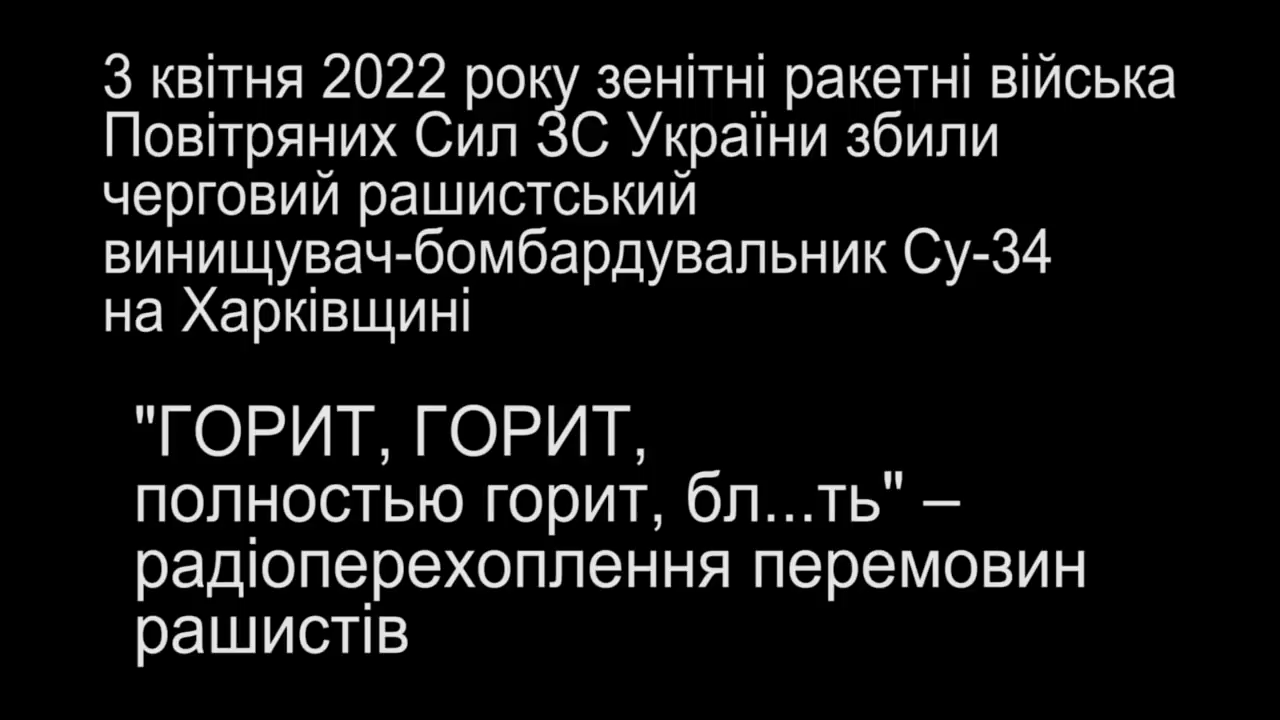 3 квітня 2022 року зенітні ракетні війська
Повітряних Сил ЗС України збили
черговий рашистський
винищувач-бомбардувальник Су-34
на Харківщині
"ГОРИТ, ГОРИТ,
полностью горит, бл...ть" –
радіоперехоплення перемовин
рашистів